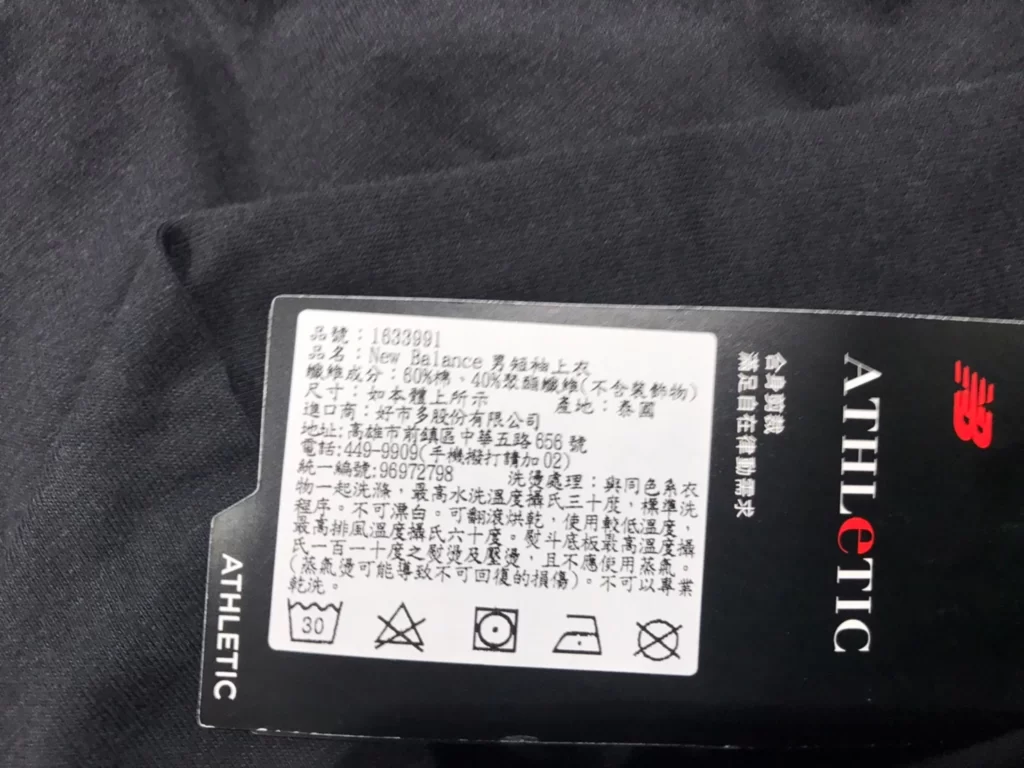 品號：1633991
品名：New Balance 男短袖上衣
纖維成分：60%棉、40%聚酯纖維(不含裝飾物)
尺寸：如本體上所示 產地：泰國
進口商：好市多股份有限公司
地址:高雄市前鎮區中華五路656號
電話:449-9909(手機撥打請加02)
統一編號:96972798 洗燙處理：與同色系衣
物一起洗滌，最高水洗溫度攝氏三十度，標準洗
程序。不可漂白。可翻滾烘乾，使用較低溫度，
最高排風溫度攝氏六十度。熨斗底板最高溫度攝
氏一百一十度之熨燙及壓燙，且不應使用蒸氣。
(蒸氣燙可能導致不可回復的損傷)。不可以專業
乾洗。
30
ATHLETIC
合身剪裁
滿足自在律動需求
ATHLeTIC
NB